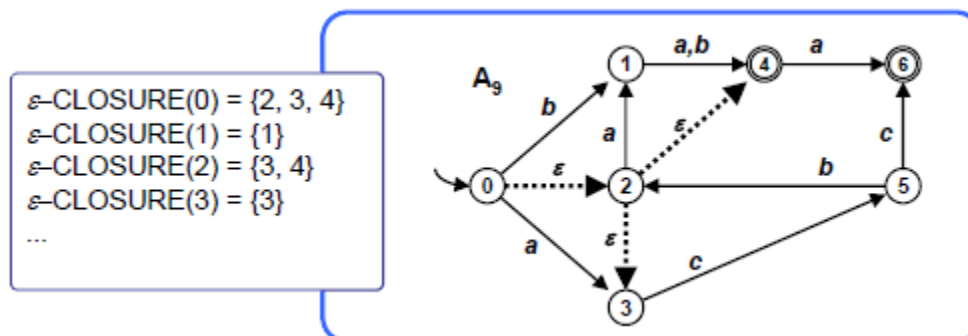 ε–CLOSURE(0) = {2, 3, 4}
ε–CLOSURE(1) = {1}
ε–CLOSURE(2) = {3, 4}
ε–CLOSURE(3) = {3}
...
A₉
1
a,b
4
a
6
b
a
ε
c
0
ε
2
b
5
a
ε
c
3